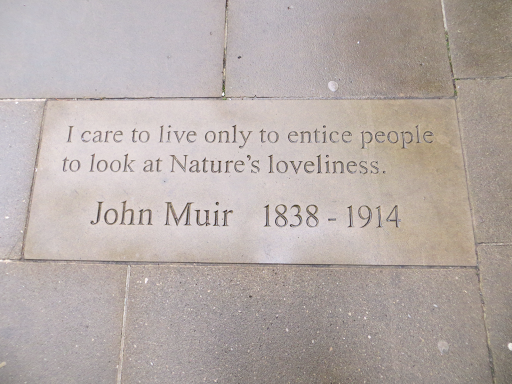 I care to live only to entice people
to look at Nature's loveliness.
John Muir 1838 - 1914